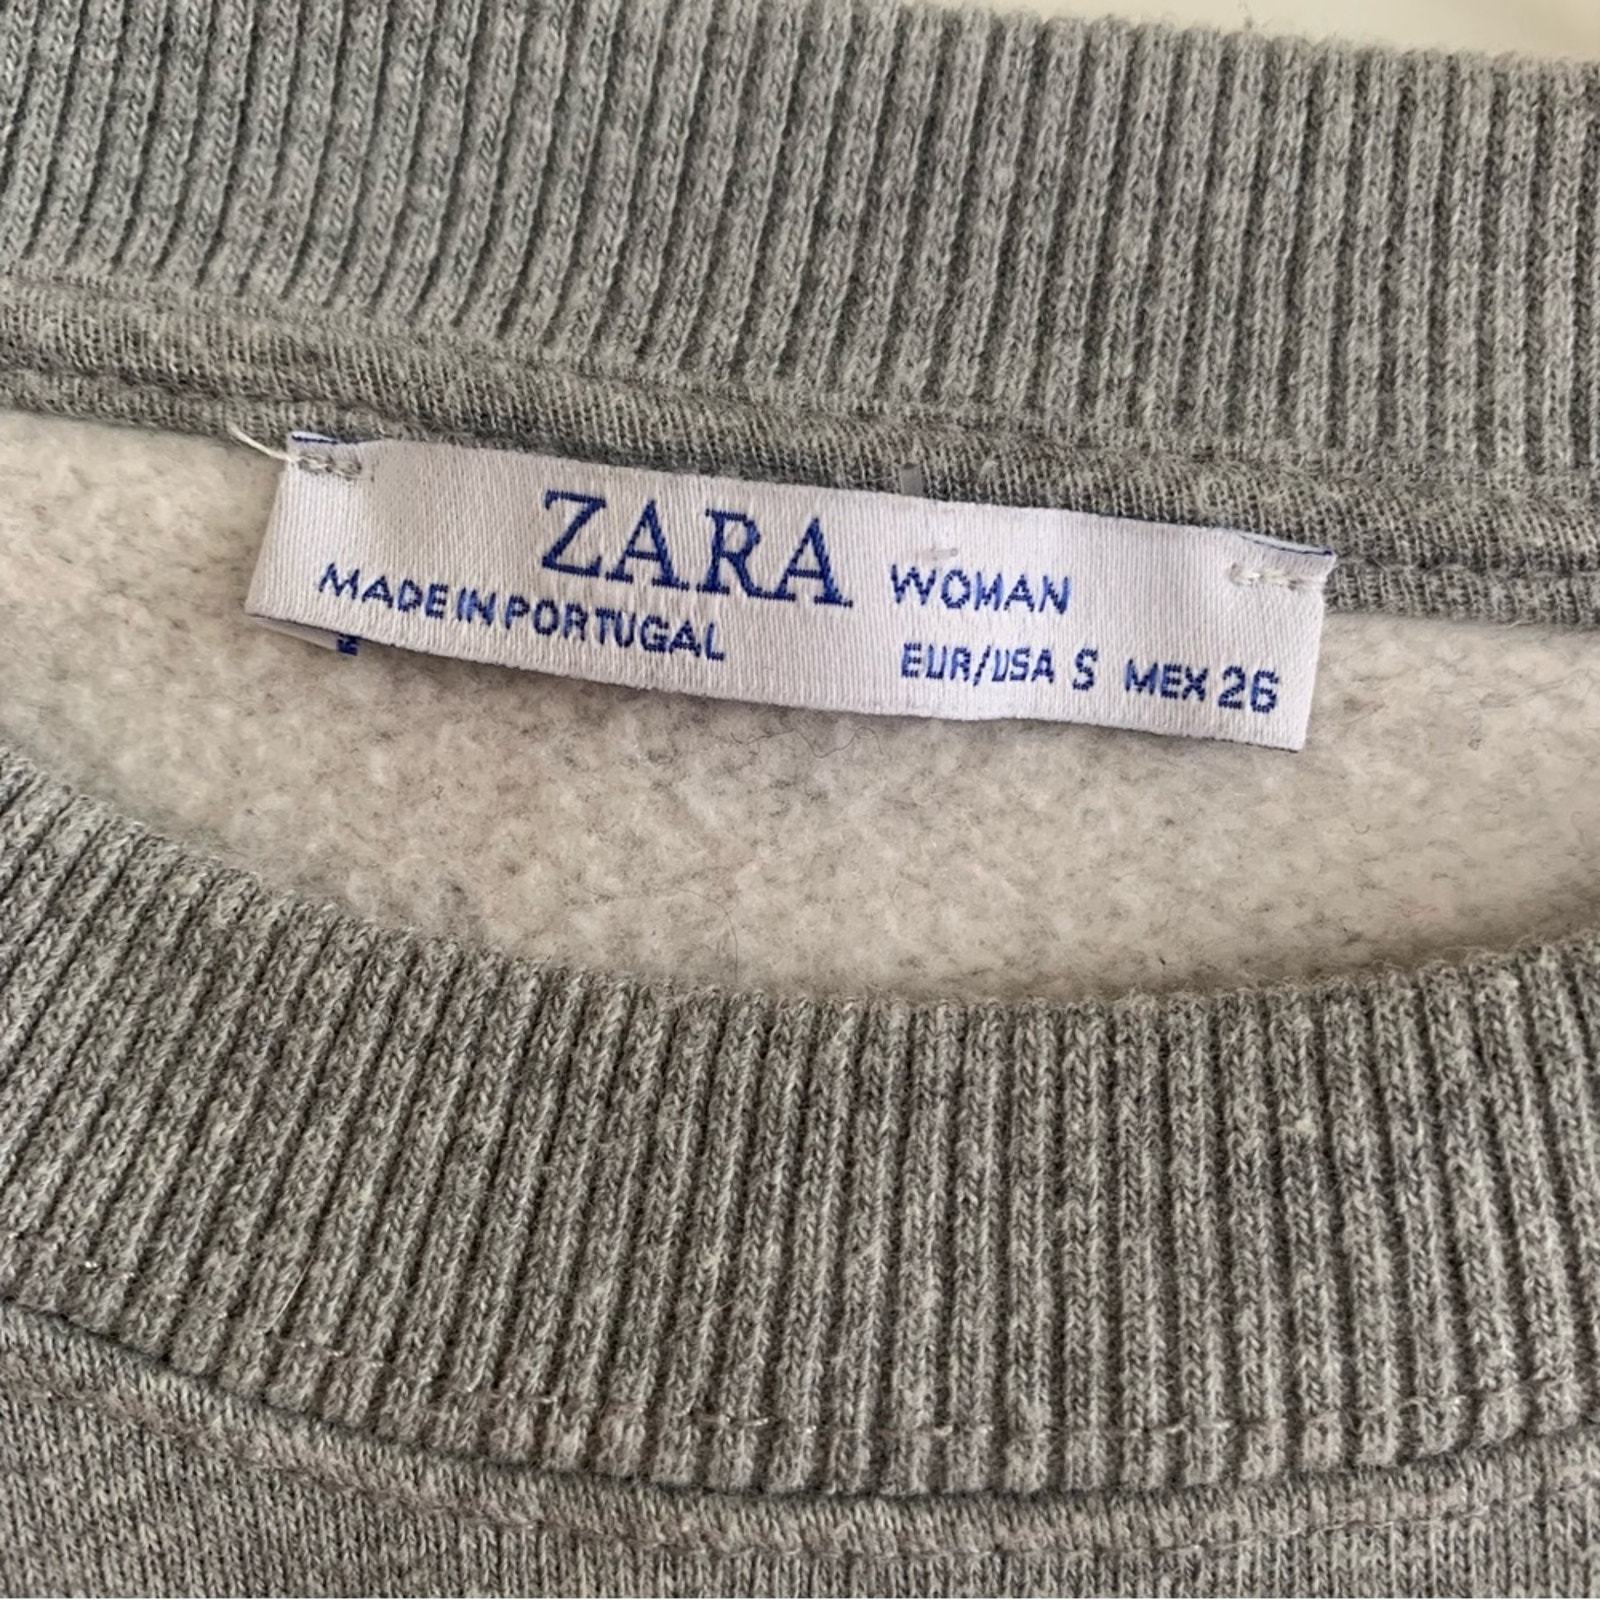 ZARA WOMAN
MADE IN PORTUGAL
EUR/USA S MEX 26